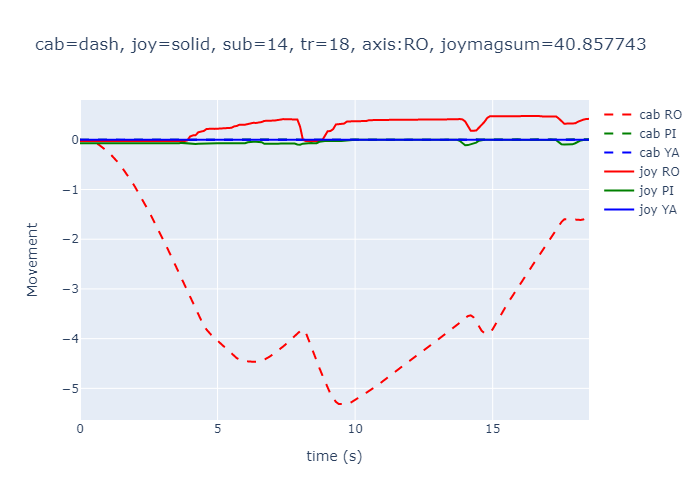 cab=dash, joy=solid, sub=14, tr=18, axis:RO, joymagsum=40.857743
cab RO
cab PI
cab YA
joy RO
joy PI
joy YA
0
−1
−2
−3
−4
−5
Movement
0
5
10
15
time (s)